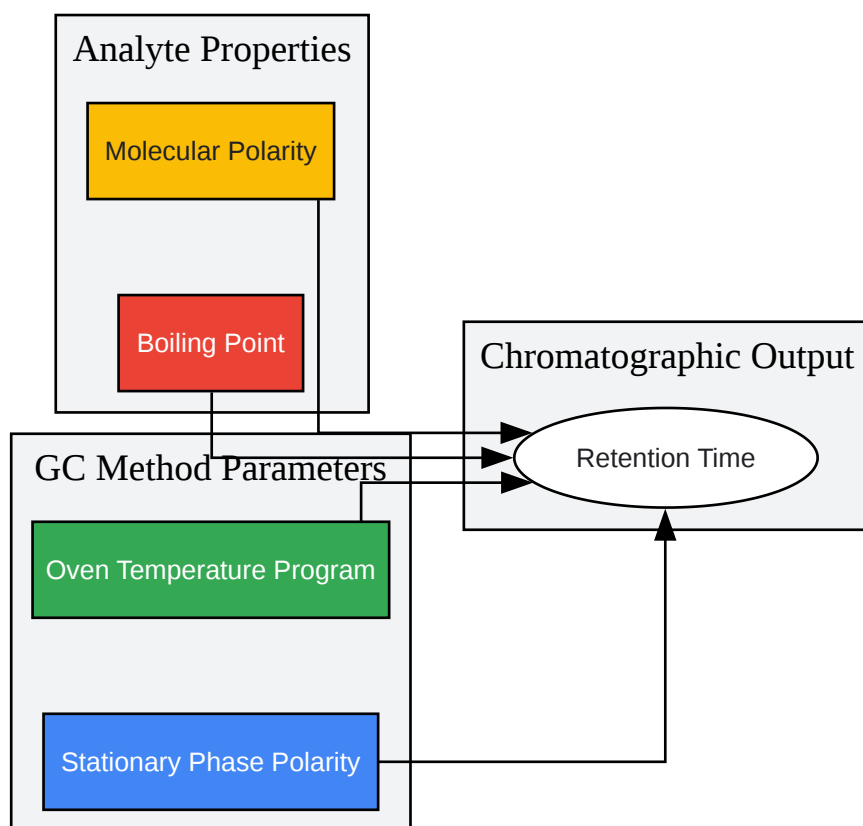 Analyte Properties
Molecular Polarity
Boiling Point
Chromatographic Output
Retention Time
GC Method Parameters
Oven Temperature Program
Stationary Phase Polarity